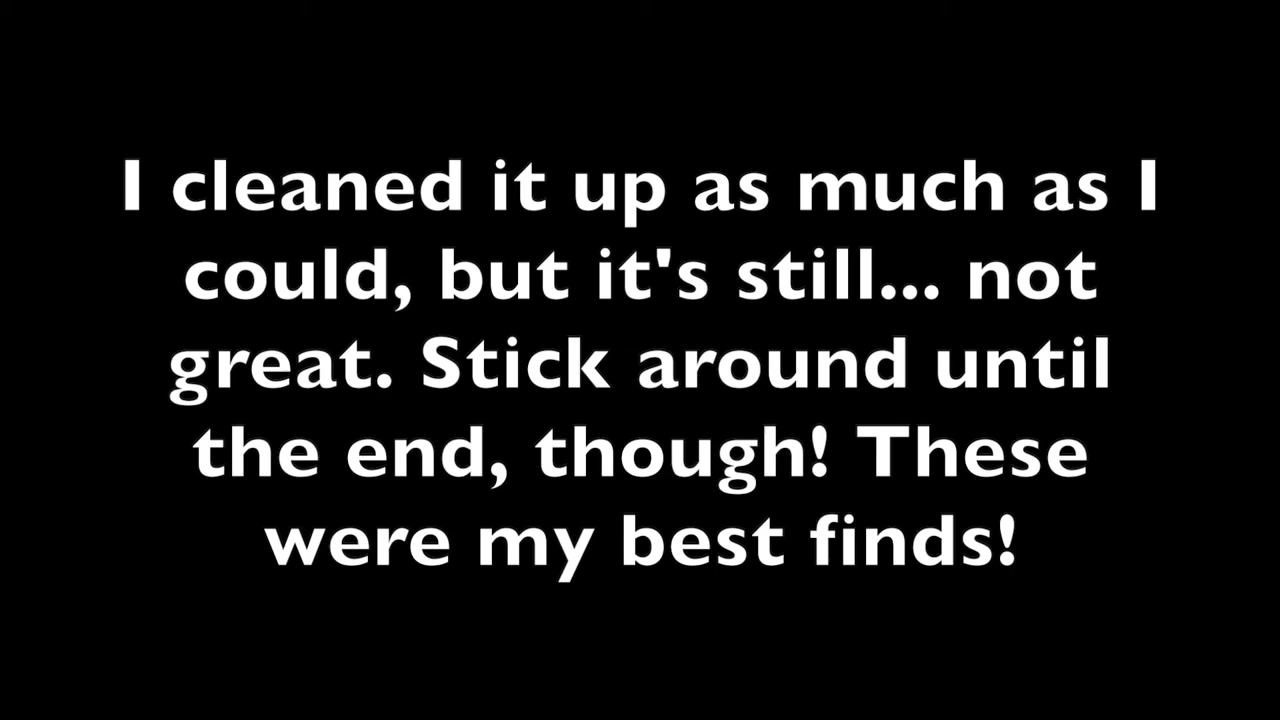 I cleaned it up as much as I
could, but it's still... not
great. Stick around until
the end, though! These
were my best finds!